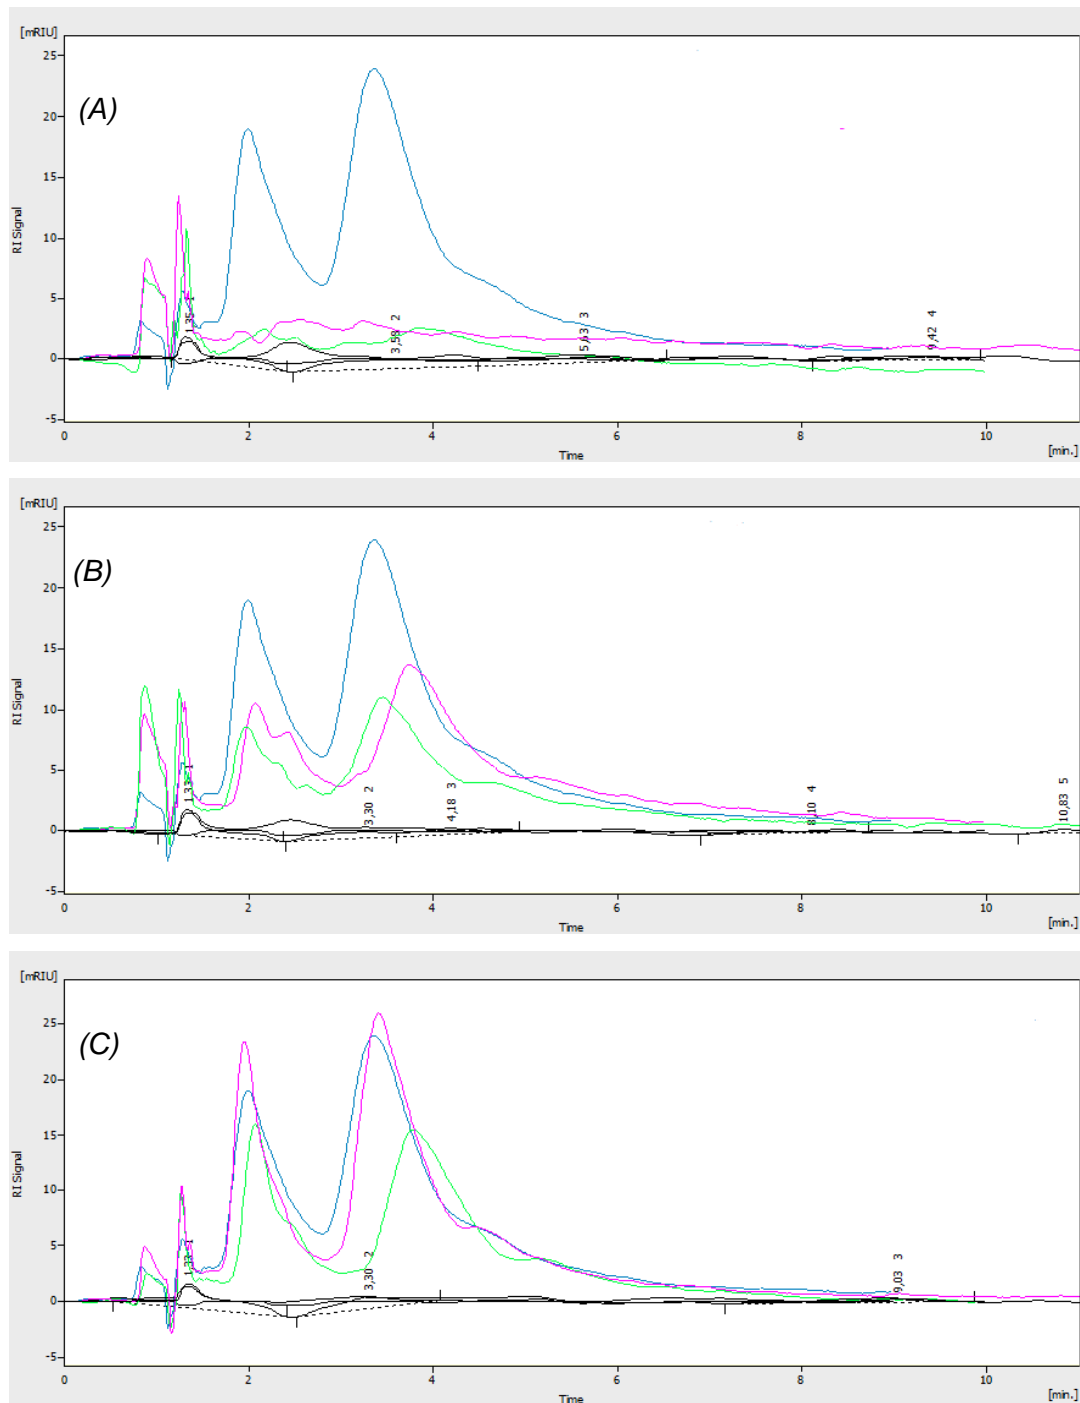 [mRIU]
25
20
15
10
5
0
-5
RI Signal
(A)
1,35 1
3,58 2
5,63 3
9,42 4
0 2 4 6 8 10
Time
[min.]
[mRIU]
25
20
15
10
5
0
-5
RI Signal
(B)
1,33 1
3,30 2
4,18 3
8,10 4
10,83 5
0 2 4 6 8 10
Time
[min.]
[mRIU]
25
20
15
10
5
0
-5
RI Signal
(C)
1,33 1
3,30 2
9,03 3
0 2 4 6 8 10
Time
[min.]